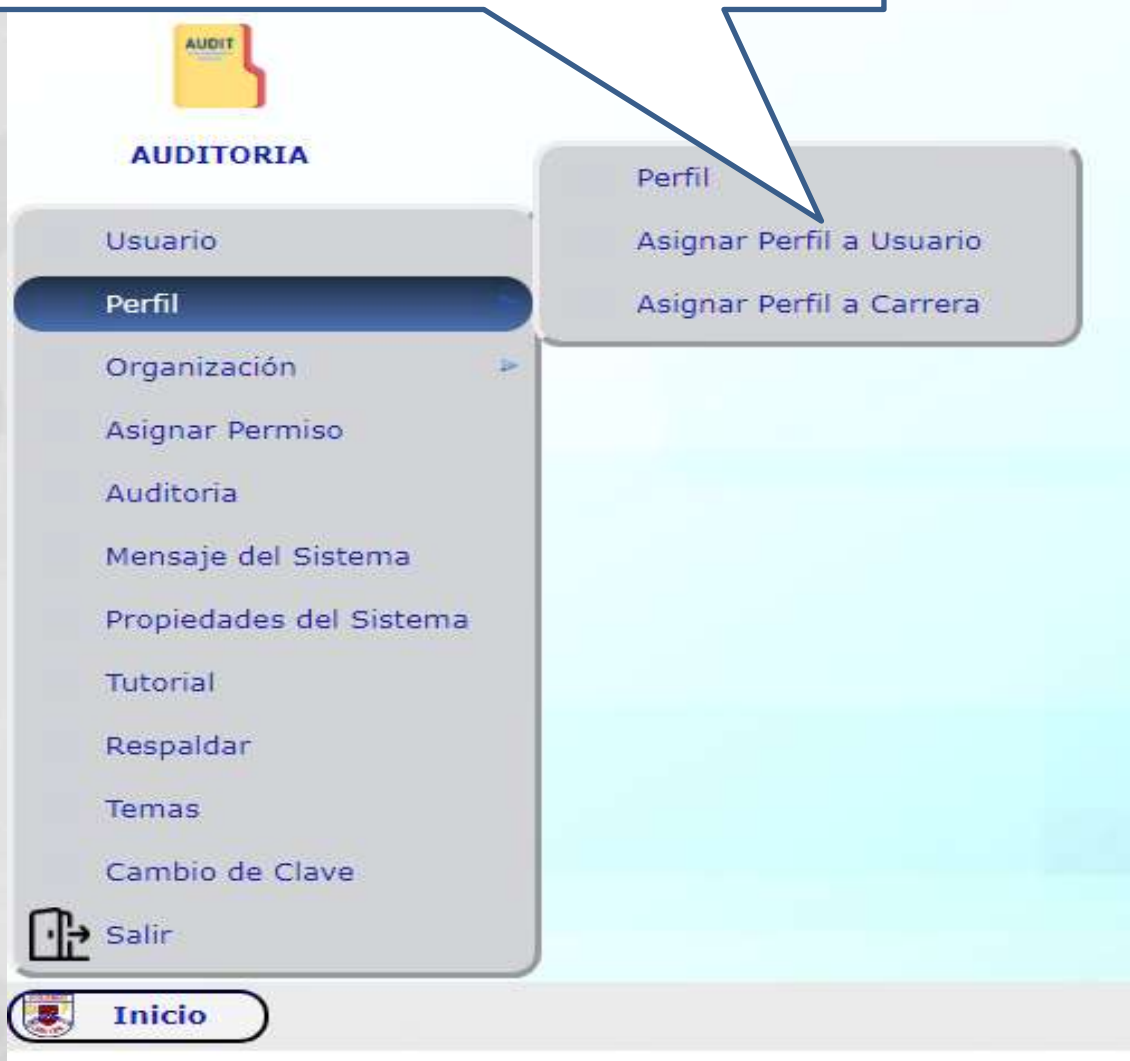 AUDIT
AUDITORIA
Usuario
Perfil
Organización
Asignar Permiso
Auditoria
Mensaje del Sistema
Propiedades del Sistema
Tutorial
Respaldar
Temas
Cambio de Clave
Salir
Perfil
Asignar Perfil a Usuario
Asignar Perfil a Carrera
Inicio